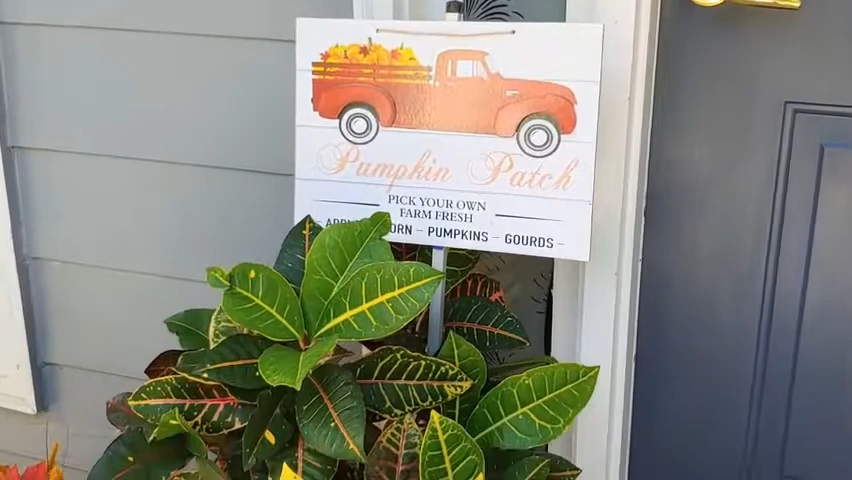 Pumpkin Patch
PICK YOUR OWN
FARM FRESH
PUMPKINS – GOURDS –